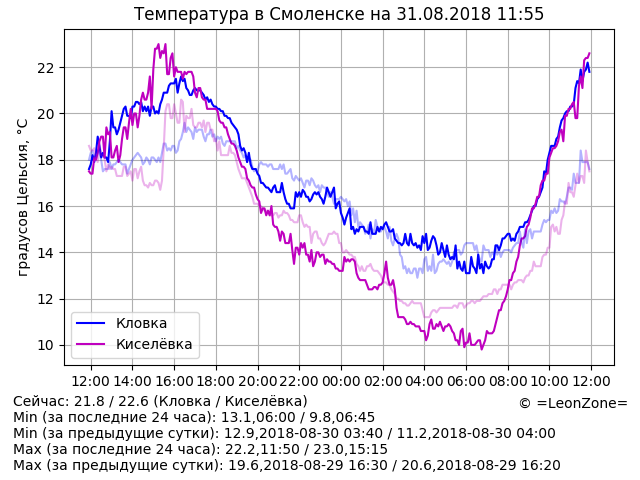 Температура в Смоленске на 31.08.2018 11:55
градусов Цельсия, °C
22
20
18
16
14
12
10
Кловка
Киселёвка
12:00 14:00 16:00 18:00 20:00 22:00 00:00 02:00 04:00 06:00 08:00 10:00 12:00
Сейчас: 21.8 / 22.6 (Кловка / Киселёвка)
© =LeonZone=
Min (за последние 24 часа): 13.1,06:00 / 9.8,06:45
Min (за предыдущие сутки): 12.9,2018-08-30 03:40 / 11.2,2018-08-30 04:00
Max (за последние 24 часа): 22.2,11:50 / 23.0,15:15
Max (за предыдущие сутки): 19.6,2018-08-29 16:30 / 20.6,2018-08-29 16:20